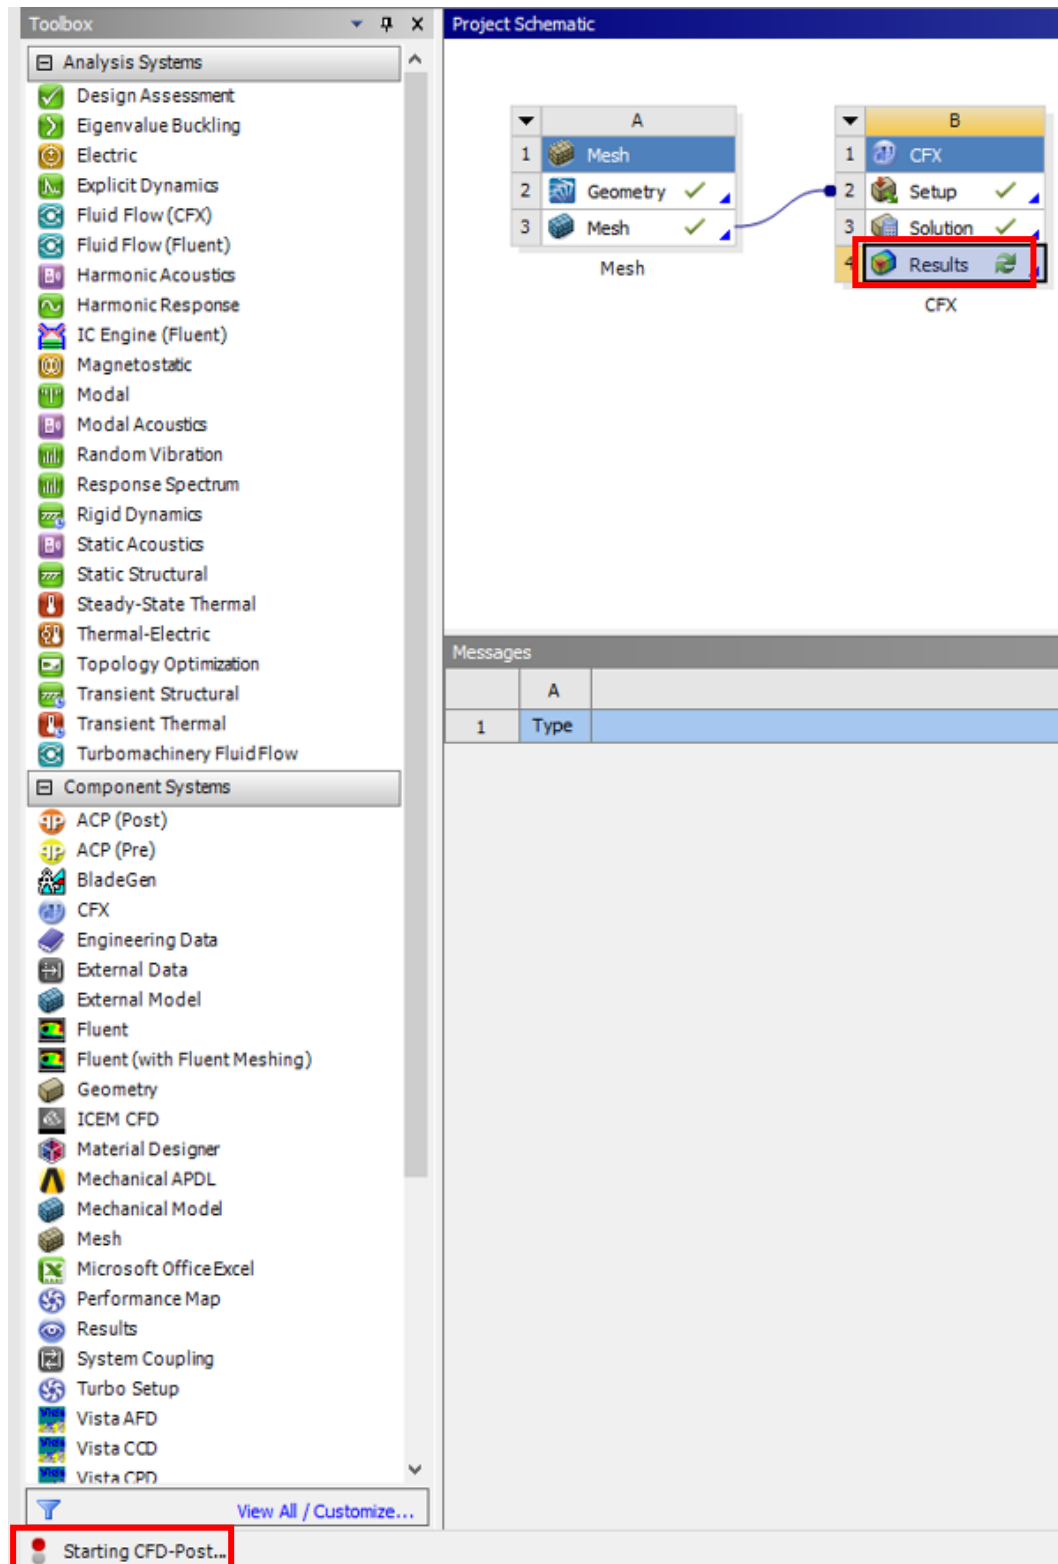 Toolbox
Analysis Systems
Design Assessment
Eigenvalue Buckling
Electric
Explicit Dynamics
Fluid Flow (CFX)
Fluid Flow (Fluent)
Harmonic Acoustics
Harmonic Response
IC Engine (Fluent)
Magnetostatic
Modal
Modal Acoustics
Random Vibration
Response Spectrum
Rigid Dynamics
Static Acoustics
Static Structural
Steady-State Thermal
Thermal-Electric
Topology Optimization
Transient Structural
Transient Thermal
Turbomachinery Fluid Flow
Component Systems
ACP (Post)
ACP (Pre)
BladeGen
CFX
Engineering Data
External Data
External Model
Fluent
Fluent (with Fluent Meshing)
Geometry
ICEM CFD
Material Designer
Mechanical APDL
Mechanical Model
Mesh
Microsoft Office Excel
Performance Map
Results
System Coupling
Turbo Setup
Vista AFD
Vista CCD
Vista CPD
View All / Customize...
Starting CFD-Post...
Project Schematic
A
1 Mesh
2 Geometry
3 Mesh
Mesh
B
1 CFX
2 Setup
3 Solution
4 Results
CFX
Messages
A
1 Type